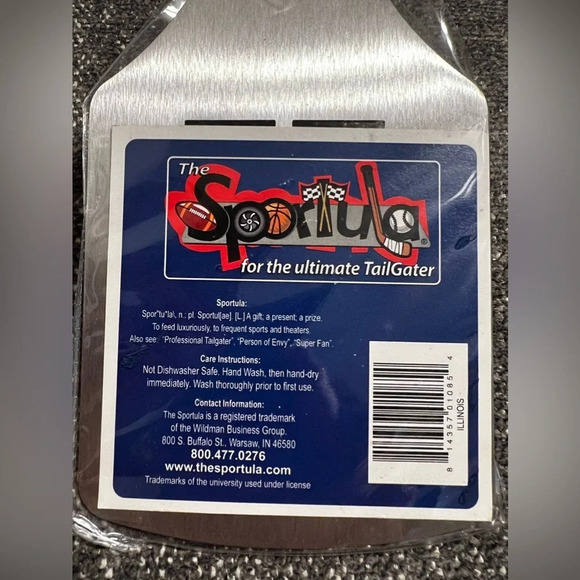 The
Sportula®
for the ultimate TailGater
Sportula:
Spor"tu*la\, n.; pl. Sportul[ae]. [L.] A gift; a present; a prize.
To feed luxuriously, to frequent sports and theaters.
Also see: "Professional Tailgater", "Person of Envy", "Super Fan".
Care Instructions:
Not Dishwasher Safe. Hand Wash, then hand-dry
immediately. Wash thoroughly prior to first use.
Contact Information:
The Sportula is a registered trademark
of the Wildman Business Group.
800 S. Buffalo St., Warsaw, IN 46580
800.477.0276
www.thesportula.com
Trademarks of the university used under license
8 14357 01085 4
ILLINOIS